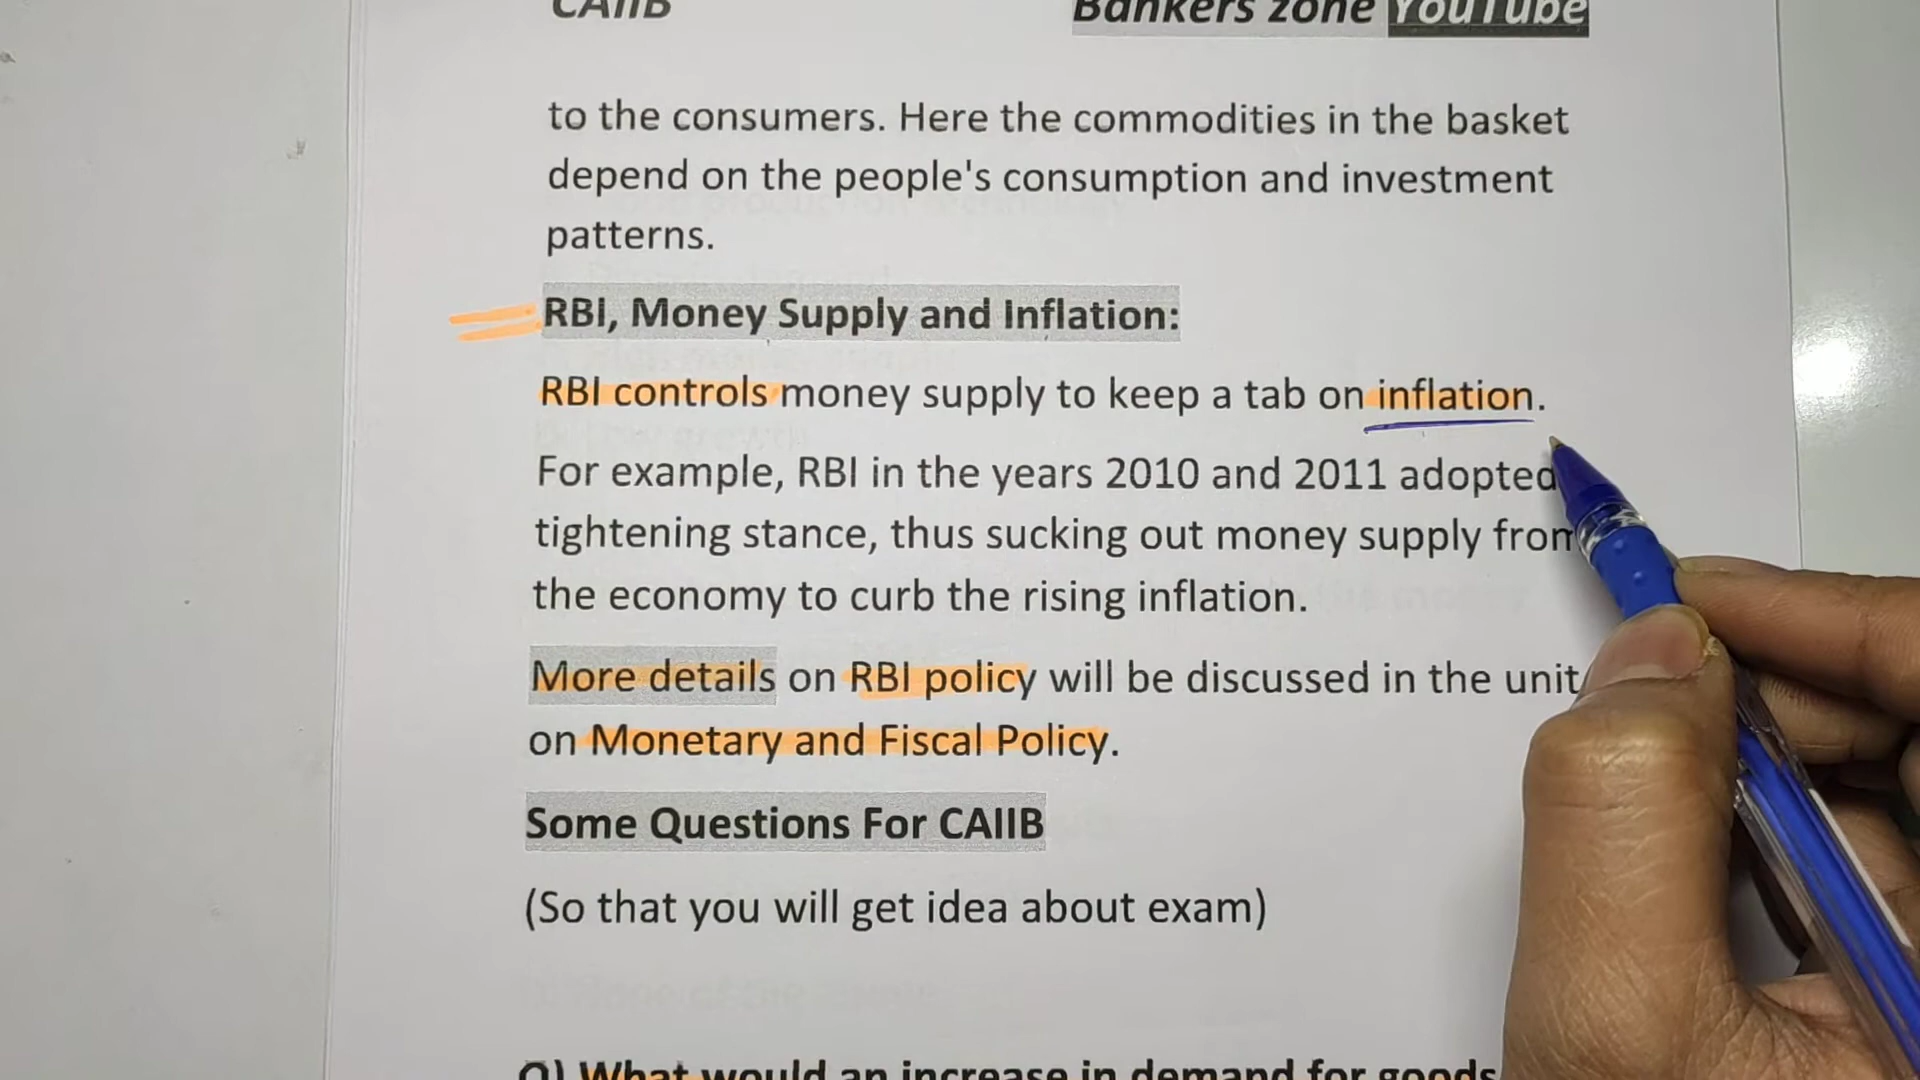 CAIIB
Bankers zone YouTube
to the consumers. Here the commodities in the basket
depend on the people's consumption and investment
patterns.
RBI, Money Supply and Inflation:
RBI controls money supply to keep a tab on inflation.
For example, RBI in the years 2010 and 2011 adopted
tightening stance, thus sucking out money supply from
the economy to curb the rising inflation.
More details on RBI policy will be discussed in the unit
on Monetary and Fiscal Policy.
Some Questions For CAIIB
(So that you will get idea about exam)
Q) What would an increase in demand for goods